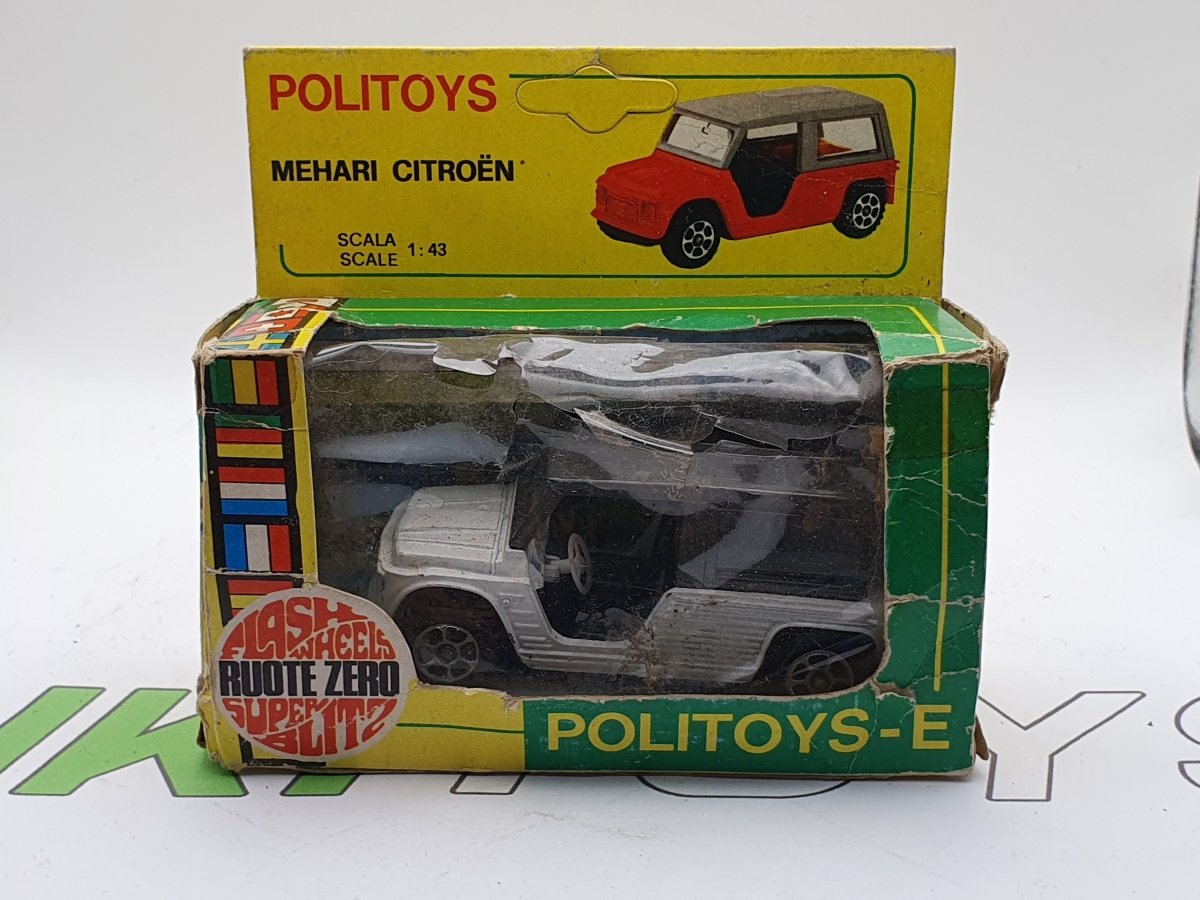 POLITOYS
MEHARI CITROËN
SCALA
SCALE 1:43
FLASH
WHEELS
RUOTE ZERO
SUPER
BLITZ
POLITOYS-E